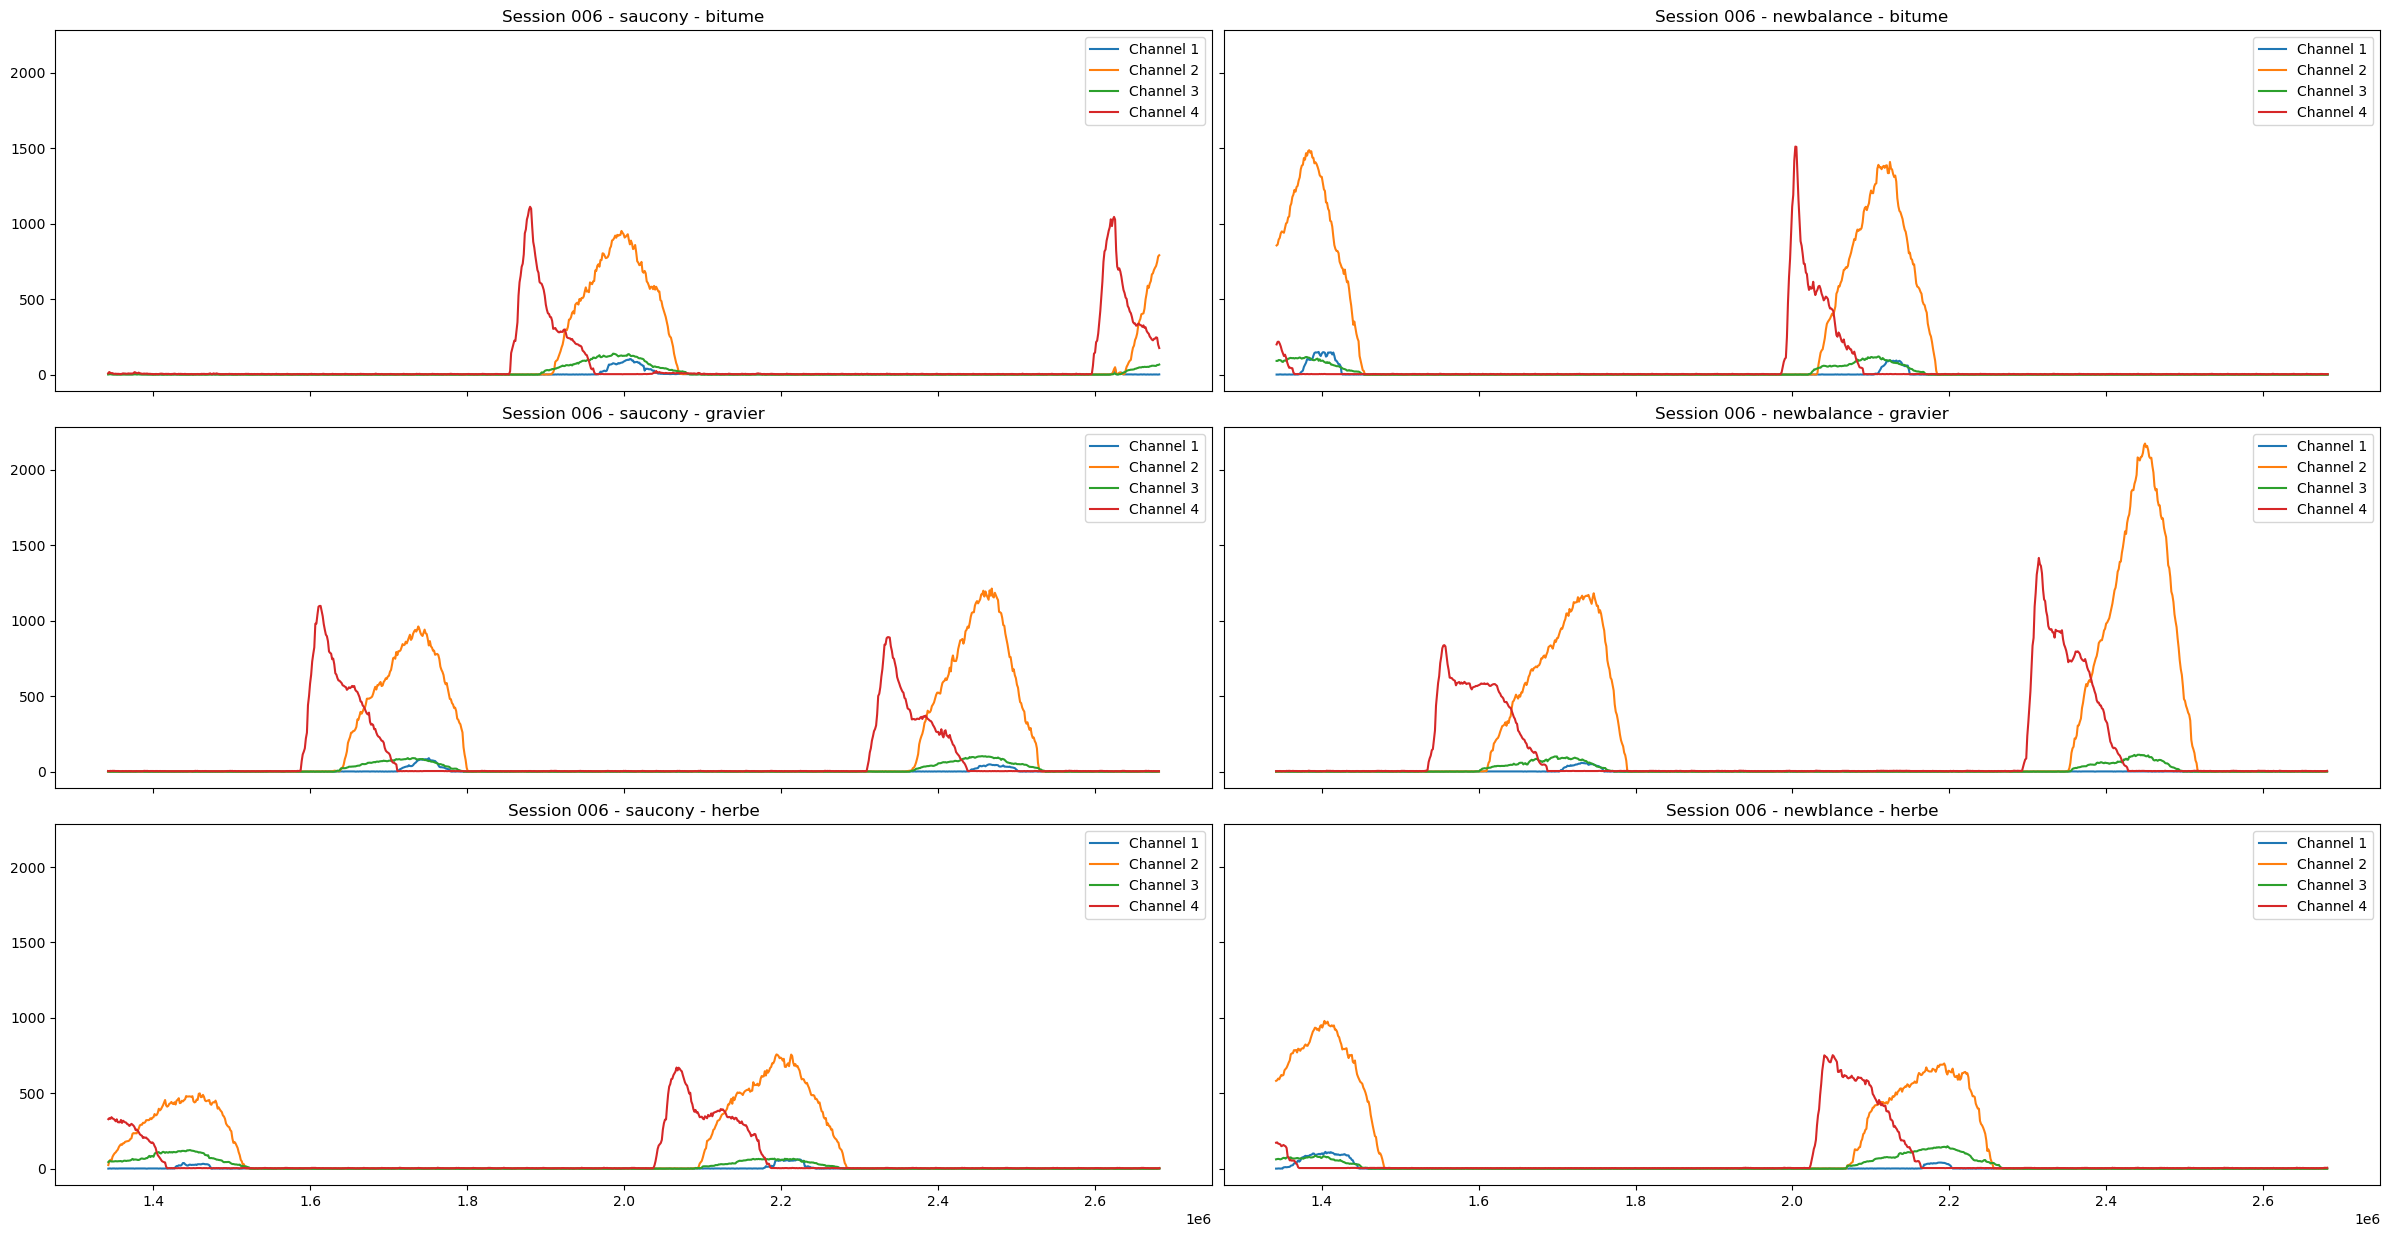 Session 006 - saucony - bitume
Session 006 - newbalance - bitume
2000
1500
1000
500
0
Channel 1
Channel 2
Channel 3
Channel 4
Channel 1
Channel 2
Channel 3
Channel 4
Session 006 - saucony - gravier
Session 006 - newbalance - gravier
2000
1500
1000
500
0
Channel 1
Channel 2
Channel 3
Channel 4
Channel 1
Channel 2
Channel 3
Channel 4
Session 006 - saucony - herbe
Session 006 - newblance - herbe
2000
1500
1000
500
0
Channel 1
Channel 2
Channel 3
Channel 4
Channel 1
Channel 2
Channel 3
Channel 4
1.4 1.6 1.8 2.0 2.2 2.4 2.6
1e6
1.4 1.6 1.8 2.0 2.2 2.4 2.6
1e6